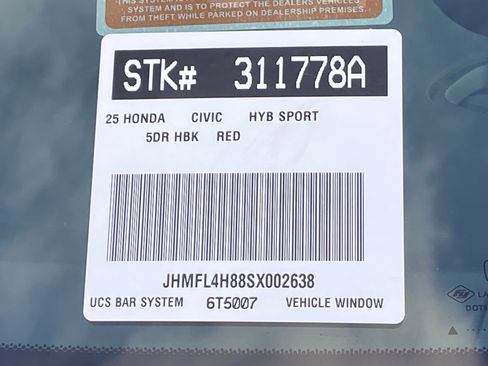 SYSTEM AND IS TO PROTECT THE DEALERS VEHICLES
FROM THEFT WHILE PARKED ON DEALERSHIP PREMISES.
STK# 311778A
25 HONDA CIVIC HYB SPORT
5DR HBK RED
JHMFL4H88SX002638
UCS BAR SYSTEM 6T5007 VEHICLE WINDOW